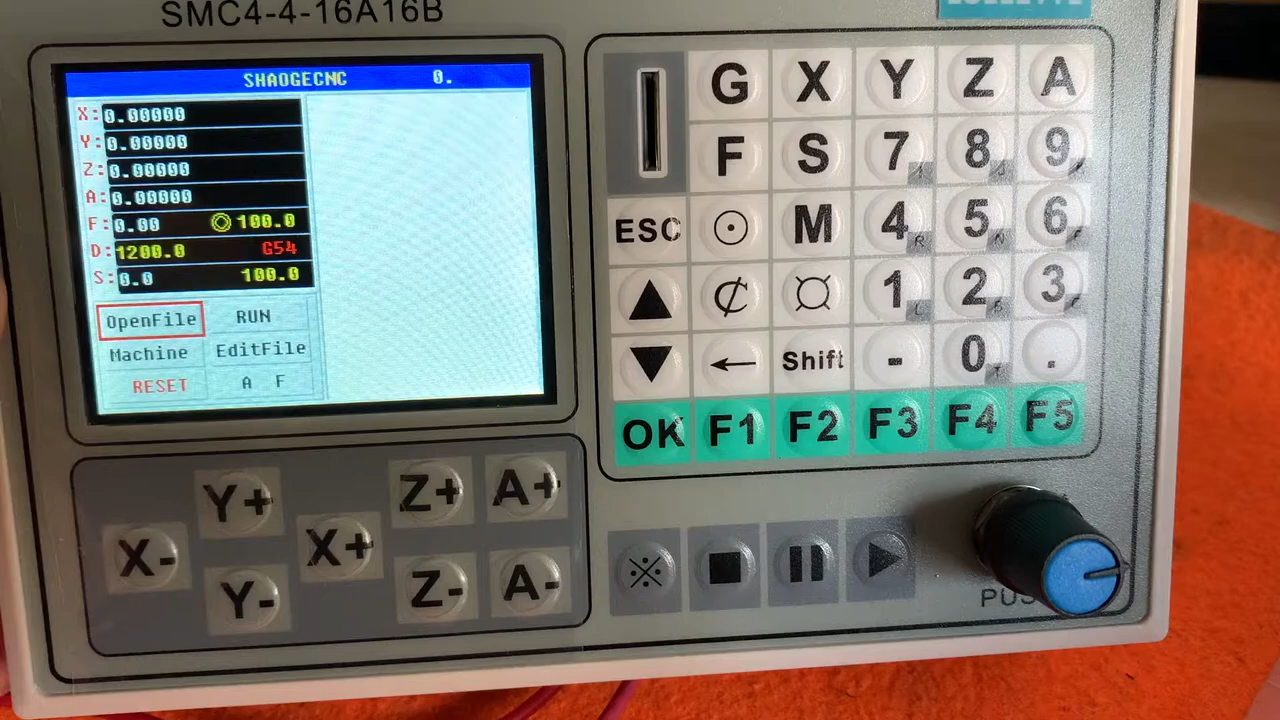 SMC4-4-16A16B
SHAOGECNC 0.
X: 0.00000
Y: 0.00000
Z: 0.00000
A: 0.00000
F: 0.00 100.0
D: 1200.0 G54
S: 0.0 100.0
OpenFile RUN
Machine EditFile
RESET A F
G X Y Z A
F S 7 8 9
ESC M 4 5 6
1 2 3
Shift - 0 .
OK F1 F2 F3 F4 F5
Y+ Z+ A+
X- X+
Y- Z- A-